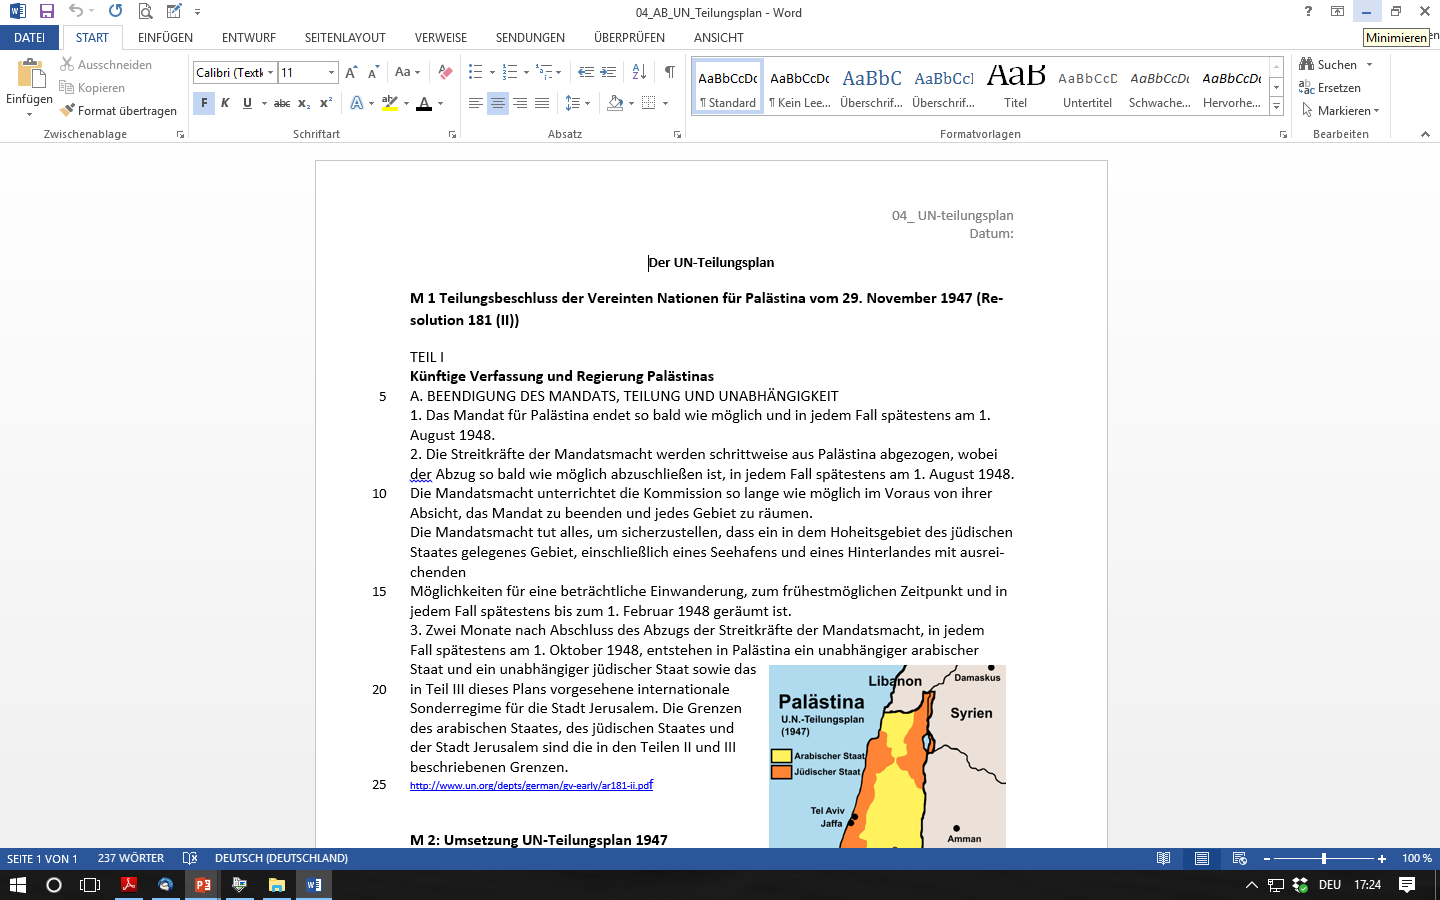 04_AB_UN_Teilungsplan - Word
DATEI START EINFÜGEN ENTWURF SEITENLAYOUT VERWEISE SENDUNGEN ÜBERPRÜFEN ANSICHT
Minimieren
Einfügen
Ausschneiden
Kopieren
Format übertragen
Zwischenablage
Calibri (Textk 11
Aa
F K U abc x₂ x²
Schriftart
Absatz
AaBbCcDc AaBbCcDc AaBbC AaBbCcI AaB AaBbCcD AaBbCcDc AaBbCcDc
¶ Standard ¶ Kein Lee... Überschrif... Überschrif... Titel Untertitel Schwache... Hervorhe...
Formatvorlagen
Suchen
Ersetzen
Markieren
Bearbeiten
04_ UN-teilungsplan
Datum:
Der UN-Teilungsplan
M 1 Teilungsbeschluss der Vereinten Nationen für Palästina vom 29. November 1947 (Re-
solution 181 (II))
TEIL I
Künftige Verfassung und Regierung Palästinas
5 A. BEENDIGUNG DES MANDATS, TEILUNG UND UNABHÄNGIGKEIT
1. Das Mandat für Palästina endet so bald wie möglich und in jedem Fall spätestens am 1.
August 1948.
2. Die Streitkräfte der Mandatsmacht werden schrittweise aus Palästina abgezogen, wobei
der Abzug so bald wie möglich abzuschließen ist, in jedem Fall spätestens am 1. August 1948.
10 Die Mandatsmacht unterrichtet die Kommission so lange wie möglich im Voraus von ihrer
Absicht, das Mandat zu beenden und jedes Gebiet zu räumen.
Die Mandatsmacht tut alles, um sicherzustellen, dass ein in dem Hoheitsgebiet des jüdischen
Staates gelegenes Gebiet, einschließlich eines Seehafens und eines Hinterlandes mit ausrei-
chenden
15 Möglichkeiten für eine beträchtliche Einwanderung, zum frühestmöglichen Zeitpunkt und in
jedem Fall spätestens bis zum 1. Februar 1948 geräumt ist.
3. Zwei Monate nach Abschluss des Abzugs der Streitkräfte der Mandatsmacht, in jedem
Fall spätestens am 1. Oktober 1948, entstehen in Palästina ein unabhängiger arabischer
Staat und ein unabhängiger jüdischer Staat sowie das
20 in Teil III dieses Plans vorgesehene internationale
Sonderregime für die Stadt Jerusalem. Die Grenzen
des arabischen Staates, des jüdischen Staates und
der Stadt Jerusalem sind die in den Teilen II und III
beschriebenen Grenzen.
25 http://www.un.org/depts/german/gv-early/ar181-ii.pdf
M 2: Umsetzung UN-Teilungsplan 1947
Libanon
Damaskus
Palästina
U.N.-Teilungsplan
(1947)
Syrien
Arabischer Staat
Jüdischer Staat
Tel Aviv
Jaffa
Amman
SEITE 1 VON 1 237 WÖRTER DEUTSCH (DEUTSCHLAND) 100 %
DEU 17:24